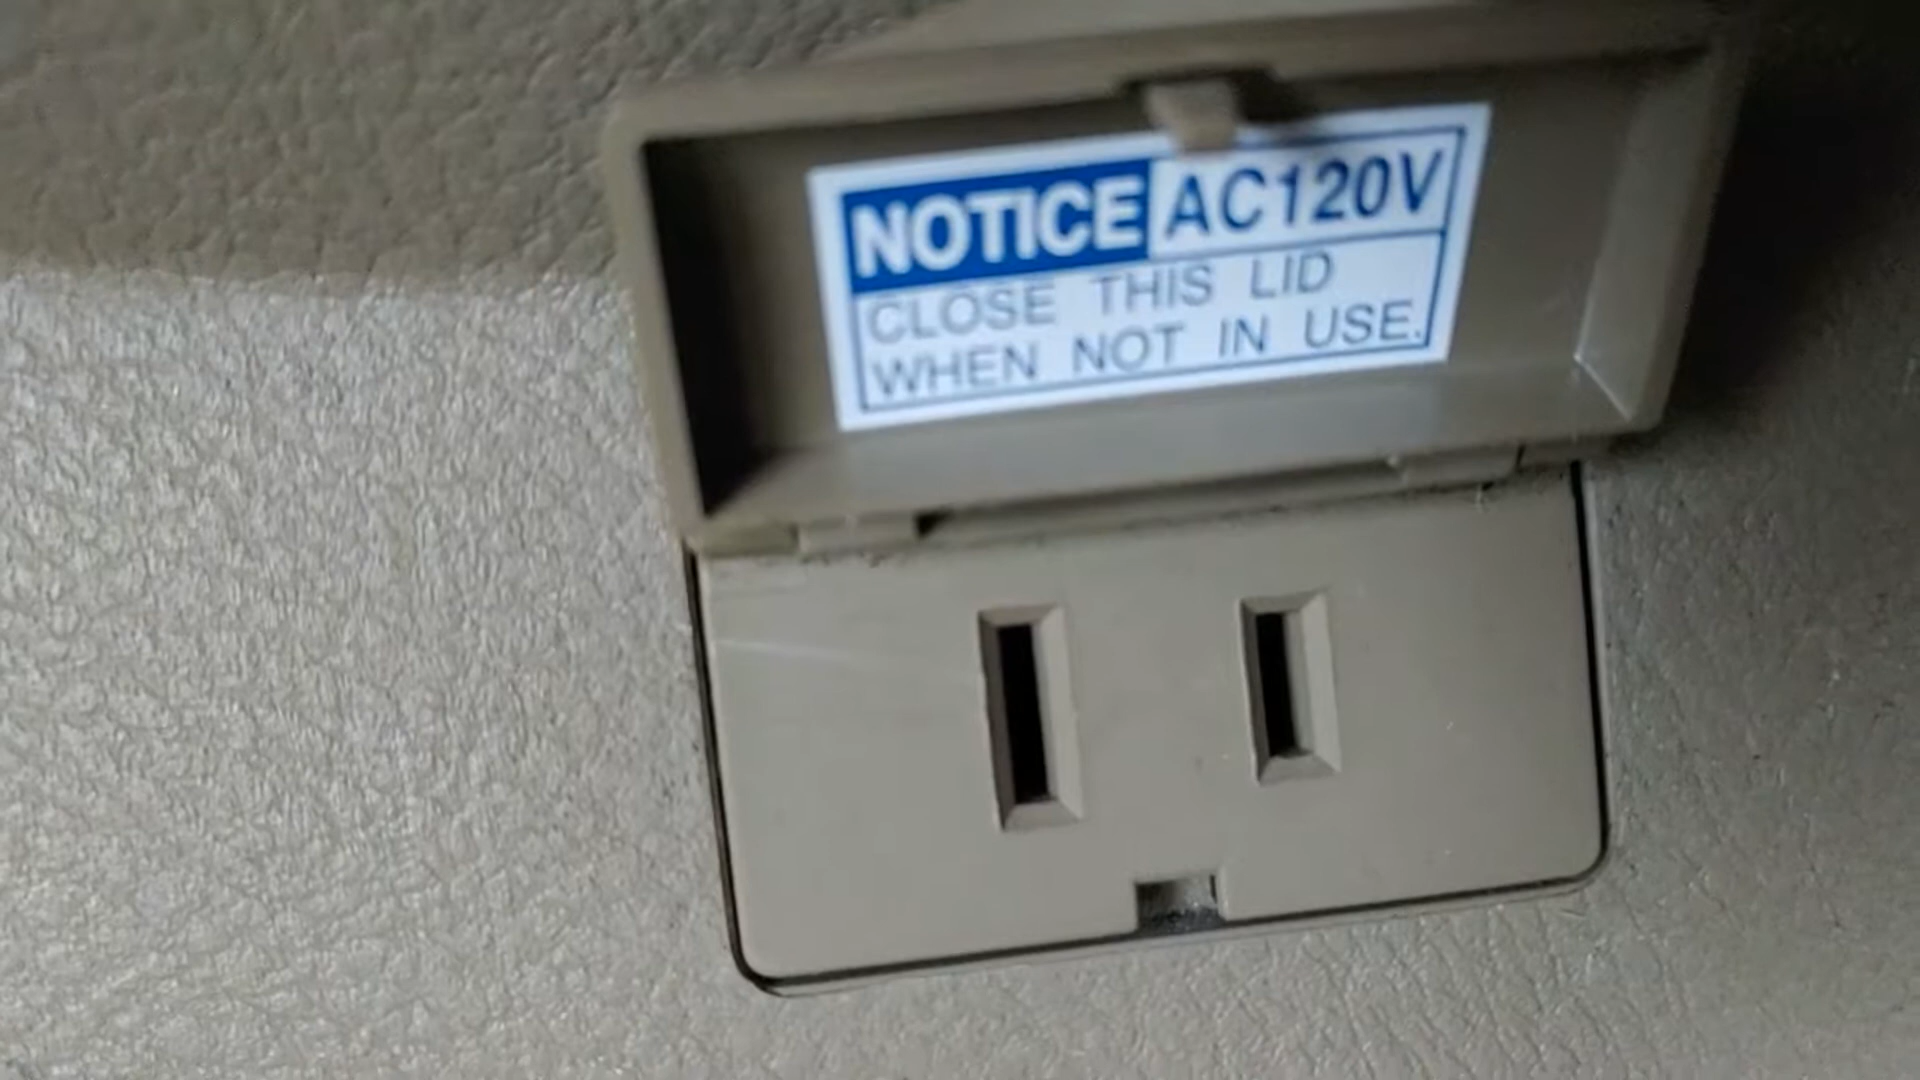 NOTICE AC120V
CLOSE THIS LID
WHEN NOT IN USE.